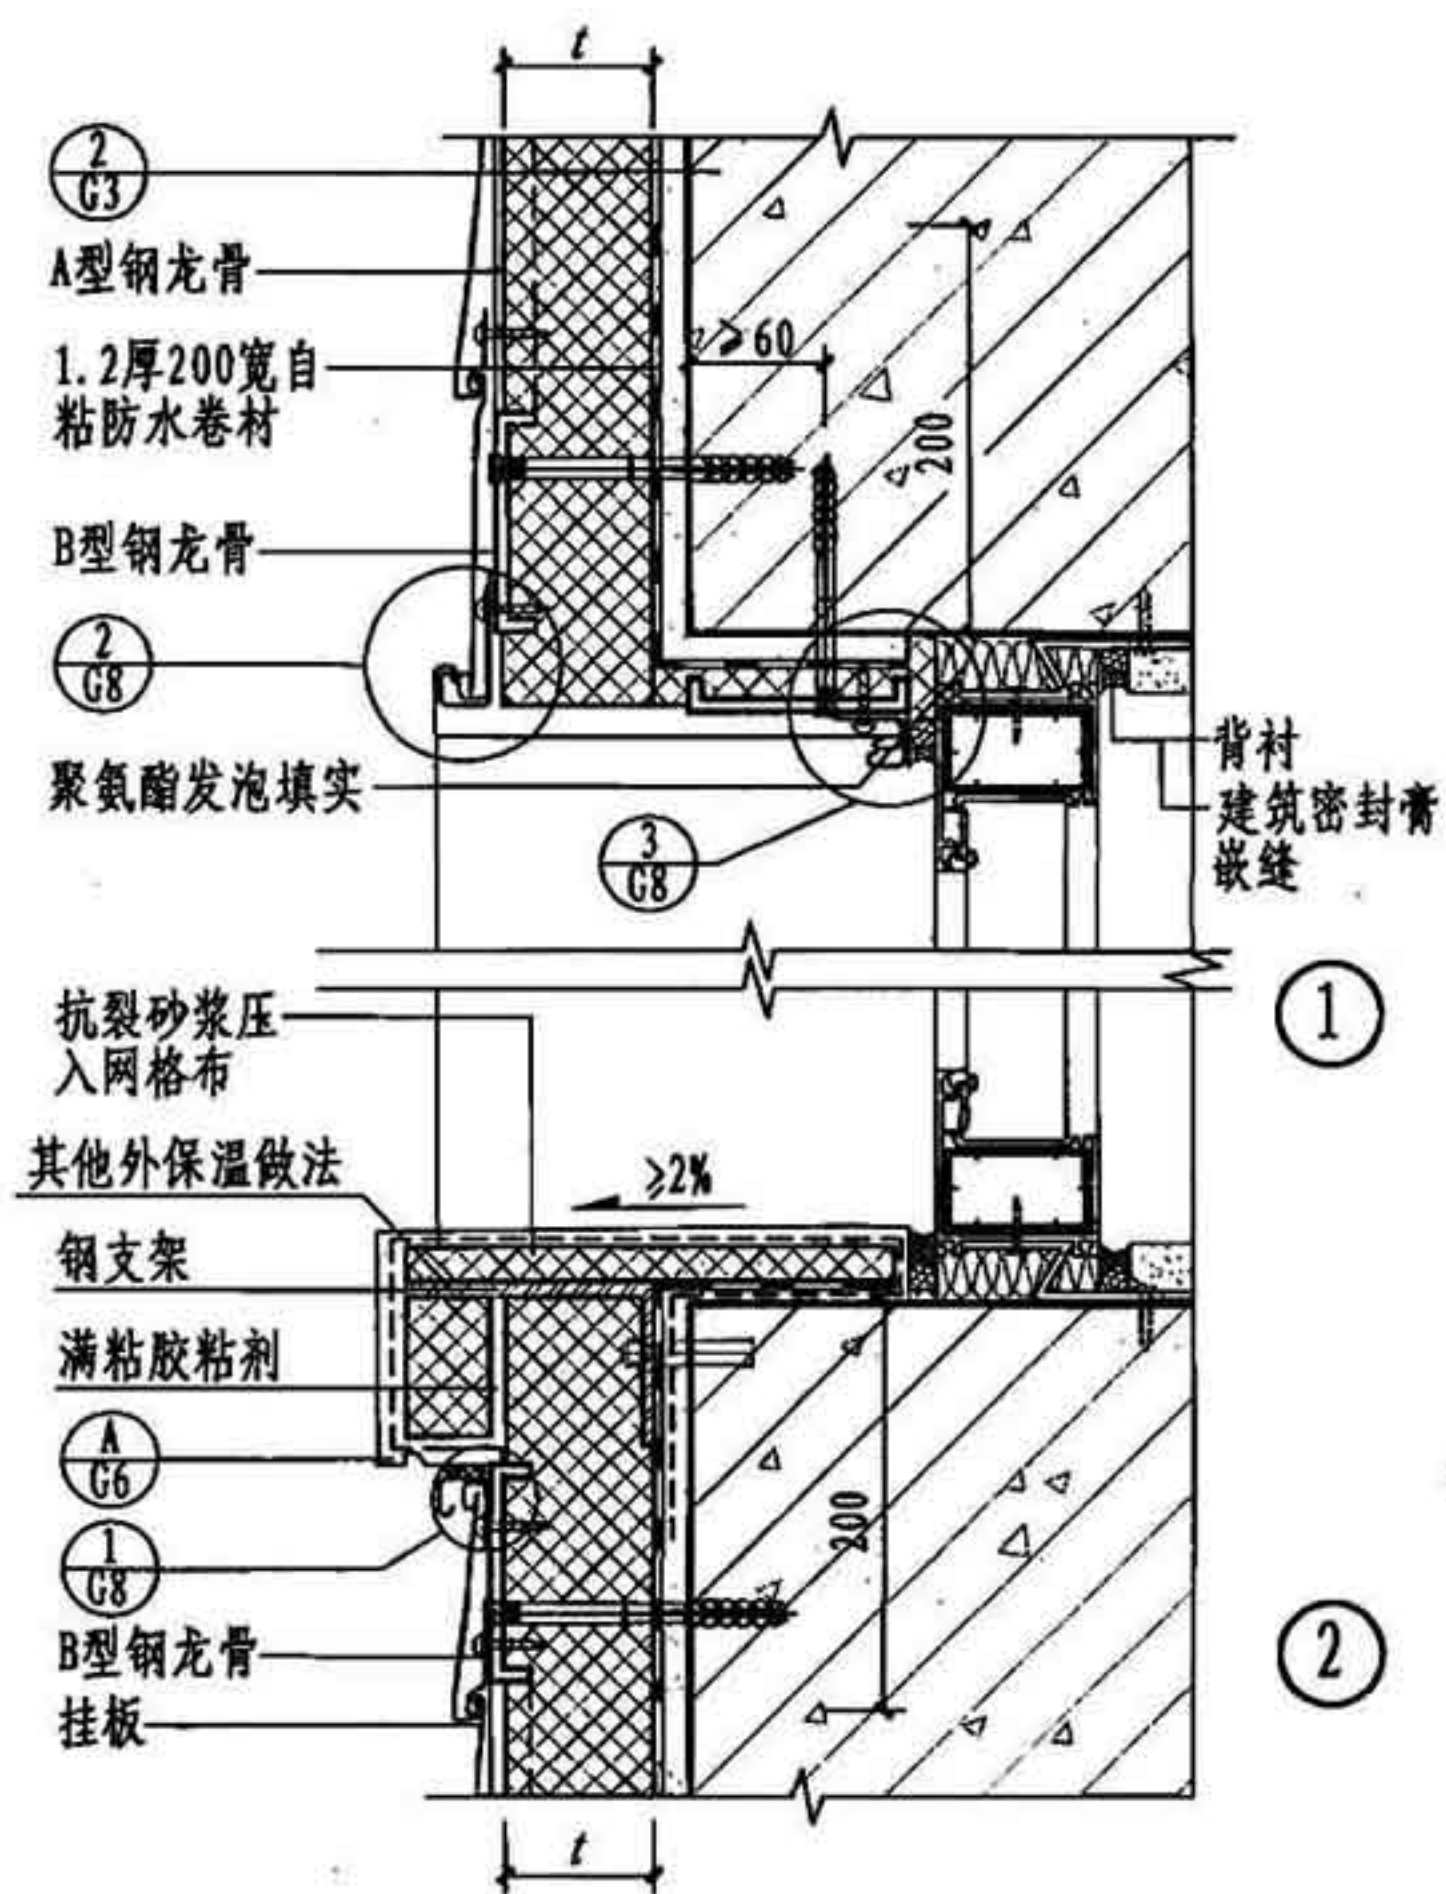 t
2
G3
A型钢龙骨
1.2厚200宽自
粘防水卷材
≥60
200
B型钢龙骨
2
G8
聚氨酯发泡填实
3
G8
背衬
建筑密封膏
嵌缝
1
抗裂砂浆压
入网格布
其他外保温做法
≥2%
钢支架
满粘胶粘剂
A
G6
1
G8
200
B型钢龙骨
挂板
2
t